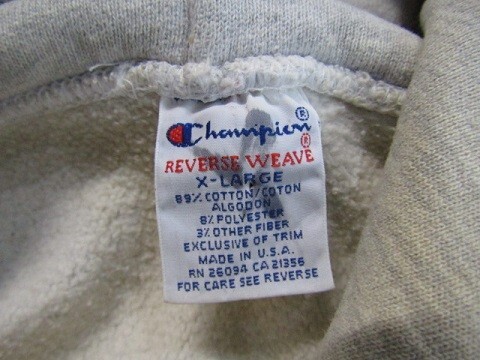 Champion®
REVERSE WEAVE®
X-LARGE
89% COTTON/COTON
ALGODON
8% POLYESTER
3% OTHER FIBER
EXCLUSIVE OF TRIM
MADE IN U.S.A.
RN 26094 CA 21356
FOR CARE SEE REVERSE